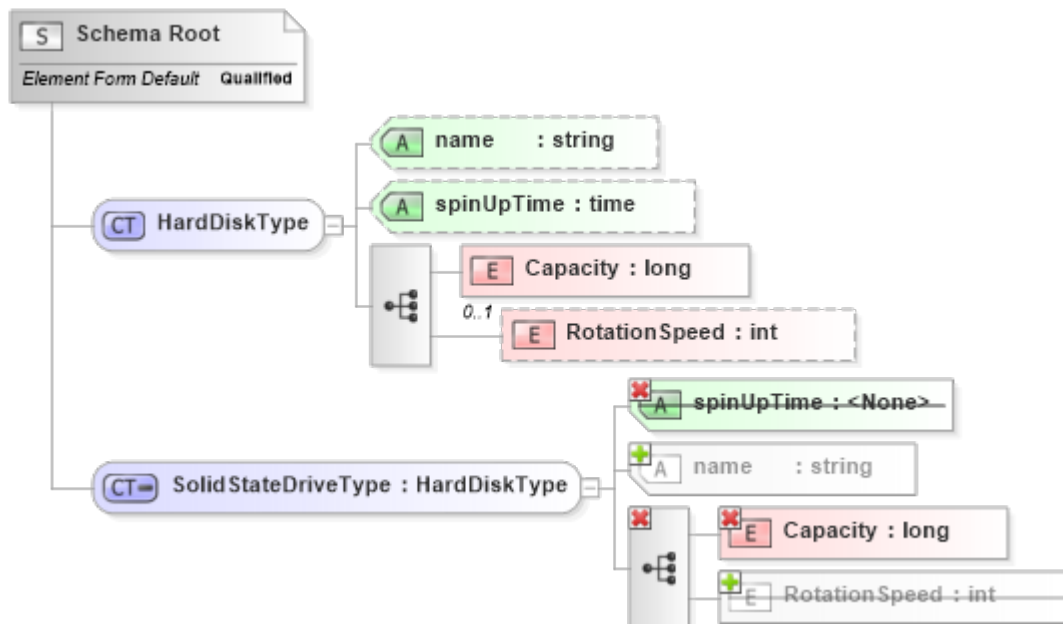 S Schema Root
Element Form Default Qualified
A name : string
A spinUpTime : time
CT HardDiskType
E Capacity : long
0..1
E RotationSpeed : int
A spinUpTime : <None>
A name : string
CT SolidStateDriveType : HardDiskType
E Capacity : long
E RotationSpeed : int